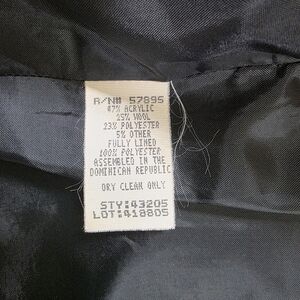 R/N# 57895
47% ACRYLIC
25% WOOL
23% POLYESTER
5% OTHER
FULLY LINED
100% POLYESTER
ASSEMBLED IN THE
DOMINICAN REPUBLIC
DRY CLEAN ONLY
STY:43205
LOT:418805